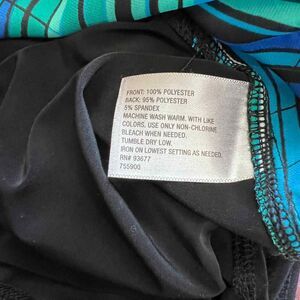 FRONT: 100% POLYESTER
BACK: 95% POLYESTER
5% SPANDEX
MACHINE WASH WARM, WITH LIKE
COLORS, USE ONLY NON-CHLORINE
BLEACH WHEN NEEDED.
TUMBLE DRY LOW.
IRON ON LOWEST SETTING AS NEEDED.
RN# 93677
755900